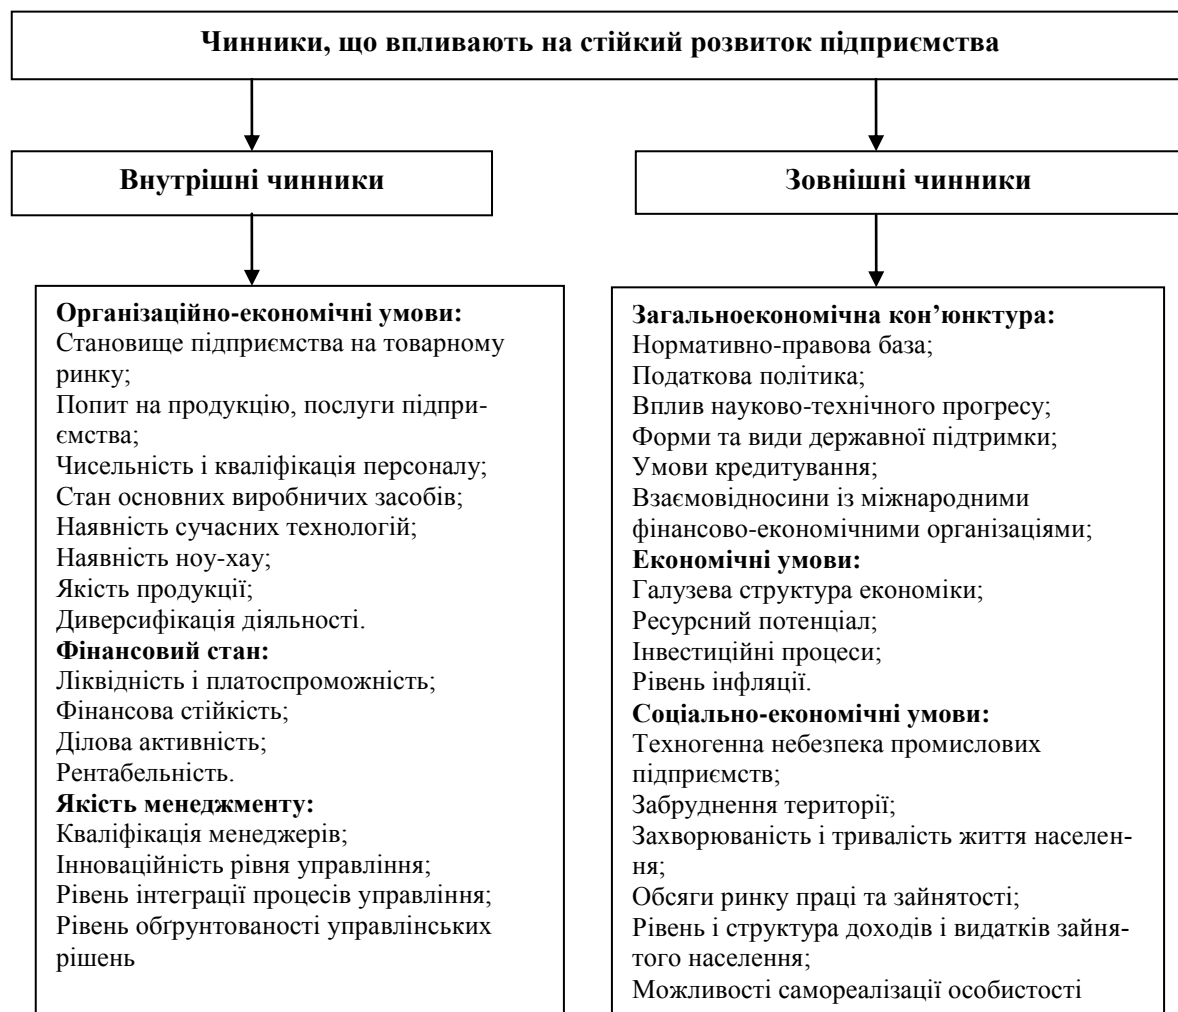 Чинники, що впливають на стійкий розвиток підприємства
Внутрішні чинники
Зовнішні чинники
Організаційно-економічні умови:
Становище підприємства на товарному
ринку;
Попит на продукцію, послуги підпри-
ємства;
Чисельність і кваліфікація персоналу;
Стан основних виробничих засобів;
Наявність сучасних технологій;
Наявність ноу-хау;
Якість продукції;
Диверсифікація діяльності.
Фінансовий стан:
Ліквідність і платоспроможність;
Фінансова стійкість;
Ділова активність;
Рентабельність.
Якість менеджменту:
Кваліфікація менеджерів;
Інноваційність рівня управління;
Рівень інтеграції процесів управління;
Рівень обґрунтованості управлінських
рішень
Загальноекономічна кон’юнктура:
Нормативно-правова база;
Податкова політика;
Вплив науково-технічного прогресу;
Форми та види державної підтримки;
Умови кредитування;
Взаємовідносини із міжнародними
фінансово-економічними організаціями;
Економічні умови:
Галузева структура економіки;
Ресурсний потенціал;
Інвестиційні процеси;
Рівень інфляції.
Соціально-економічні умови:
Техногенна небезпека промислових
підприємств;
Забруднення території;
Захворюваність і тривалість життя населен-
ня;
Обсяги ринку праці та зайнятості;
Рівень і структура доходів і видатків зайня-
того населення;
Можливості самореалізації особистості